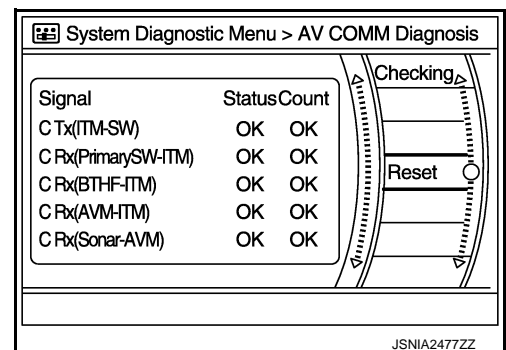 System Diagnostic Menu > AV COMM Diagnosis
Checking
Signal Status Count
C Tx(ITM-SW) OK OK
C Rx(PrimarySW-ITM) OK OK
C Rx(BTHF-ITM) OK OK
Reset
C Rx(AVM-ITM) OK OK
C Rx(Sonar-AVM) OK OK
JSNIA2477ZZ